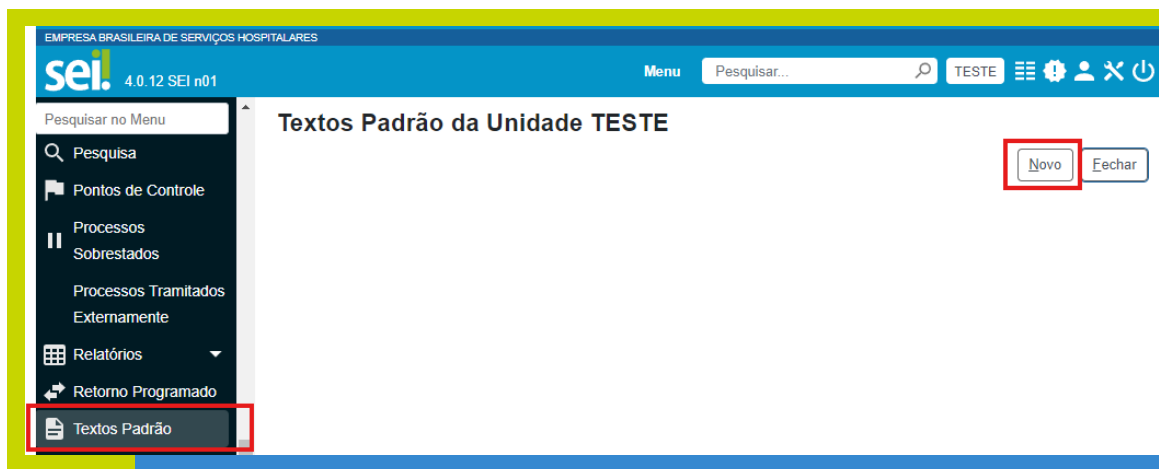 EMPRESA BRASILEIRA DE SERVIÇOS HOSPITALARES
sei! 4.0.12 SEI n01
Menu
Pesquisar...
TESTE
Pesquisar no Menu
Pesquisa
Pontos de Controle
Processos
Sobrestados
Processos Tramitados
Externamente
Relatórios
Retorno Programado
Textos Padrão
Textos Padrão da Unidade TESTE
Novo
Fechar